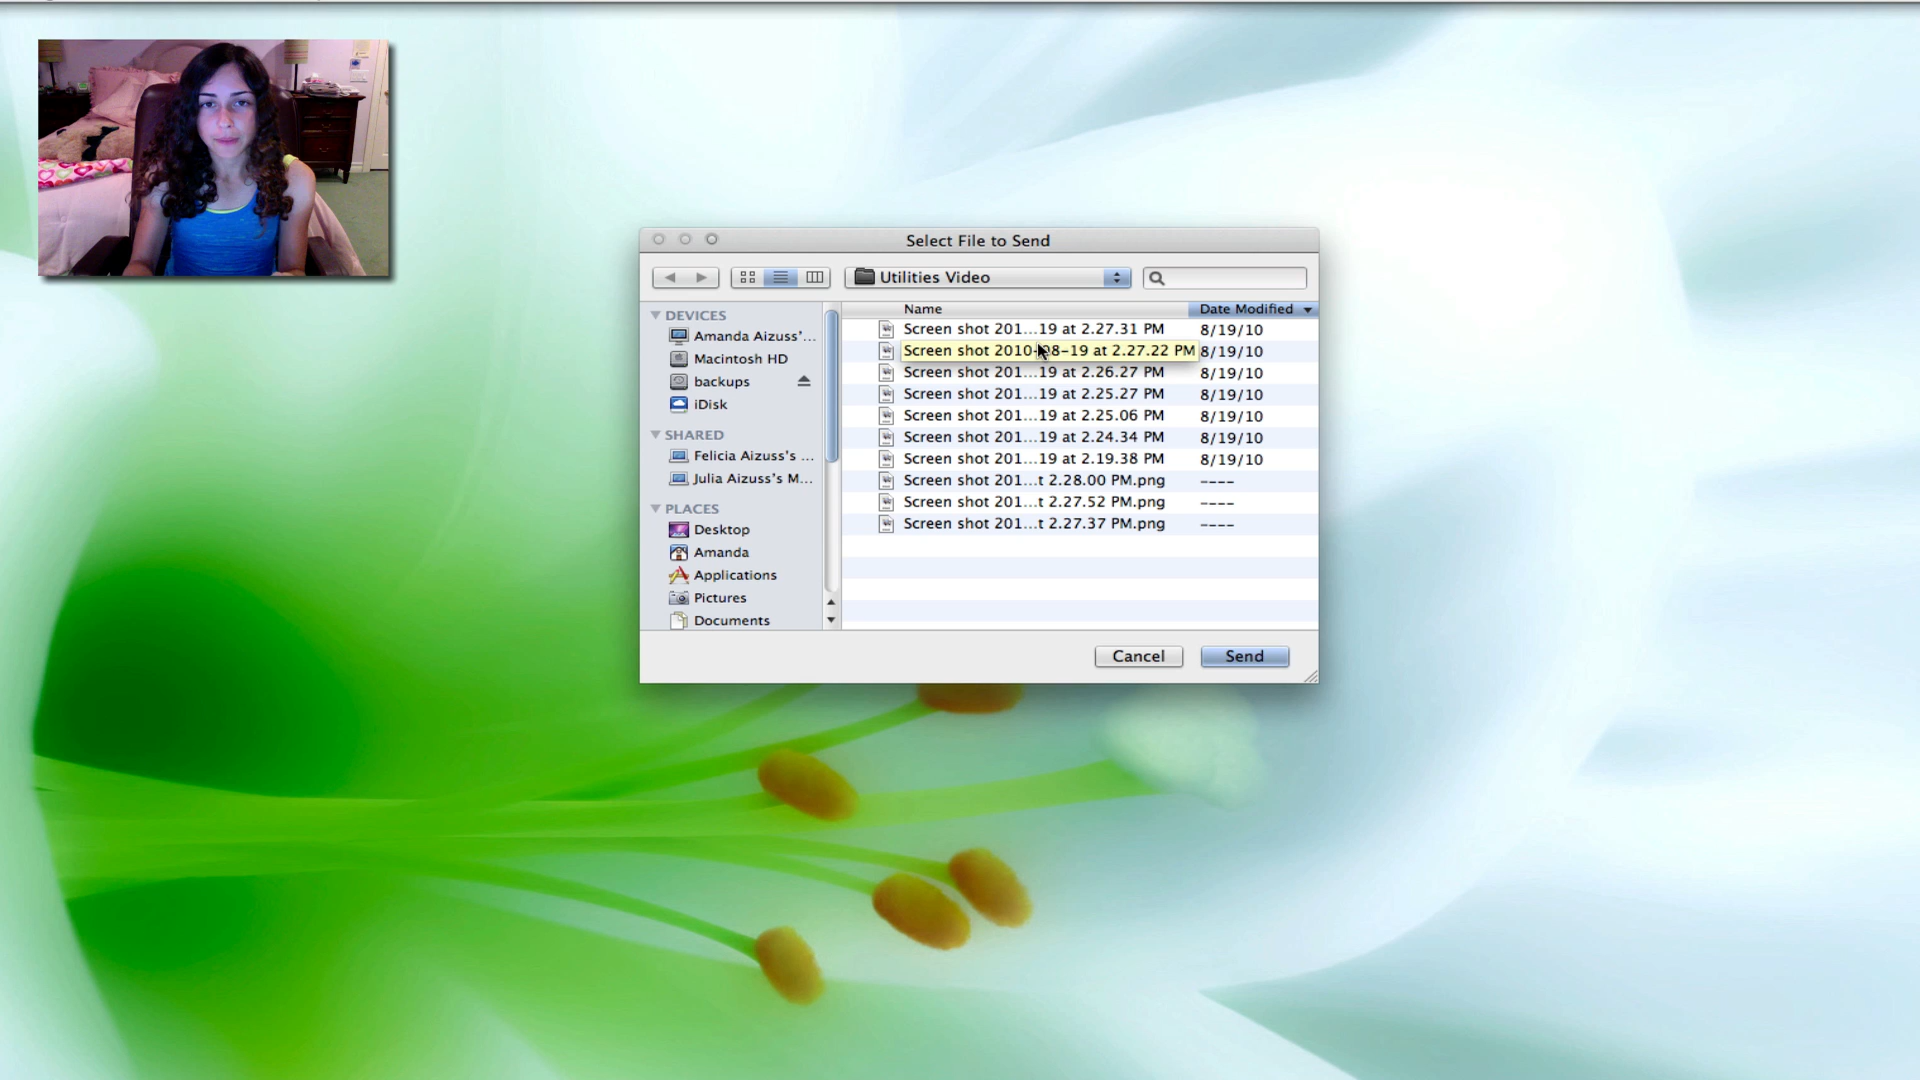 Select File to Send
Utilities Video
Name Date Modified
DEVICES
Amanda Aizuss'...
Macintosh HD
backups
iDisk
SHARED
Felicia Aizuss's ...
Julia Aizuss's M...
PLACES
Desktop
Amanda
Applications
Pictures
Documents
Screen shot 201...19 at 2.27.31 PM 8/19/10
Screen shot 2010-08-19 at 2.27.22 PM 8/19/10
Screen shot 201...19 at 2.26.27 PM 8/19/10
Screen shot 201...19 at 2.25.27 PM 8/19/10
Screen shot 201...19 at 2.25.06 PM 8/19/10
Screen shot 201...19 at 2.24.34 PM 8/19/10
Screen shot 201...19 at 2.19.38 PM 8/19/10
Screen shot 201...t 2.28.00 PM.png ----
Screen shot 201...t 2.27.52 PM.png ----
Screen shot 201...t 2.27.37 PM.png ----
Cancel Send